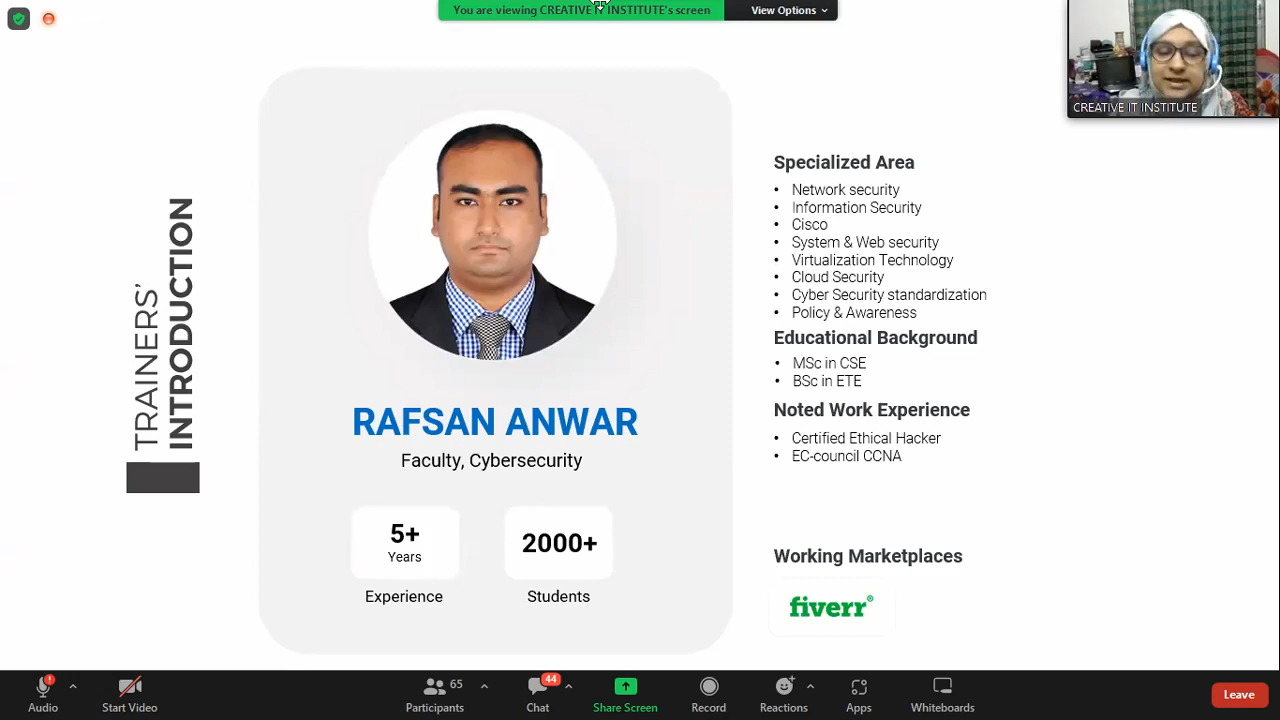 You are viewing CREATIVE IT INSTITUTE's screen
View Options
CREATIVE IT INSTITUTE
TRAINERS'
INTRODUCTION
RAFSAN ANWAR
Faculty, Cybersecurity
5+
Years
Experience
2000+
Students
Specialized Area
• Network security
• Information Security
• Cisco
• System & Web security
• Virtualization Technology
• Cloud Security
• Cyber Security standardization
• Policy & Awareness
Educational Background
• MSc in CSE
• BSc in ETE
Noted Work Experience
• Certified Ethical Hacker
• EC-council CCNA
Working Marketplaces
fiverr®
Audio
Start Video
65
Participants
44
Chat
Share Screen
Record
Reactions
Apps
Whiteboards
Leave